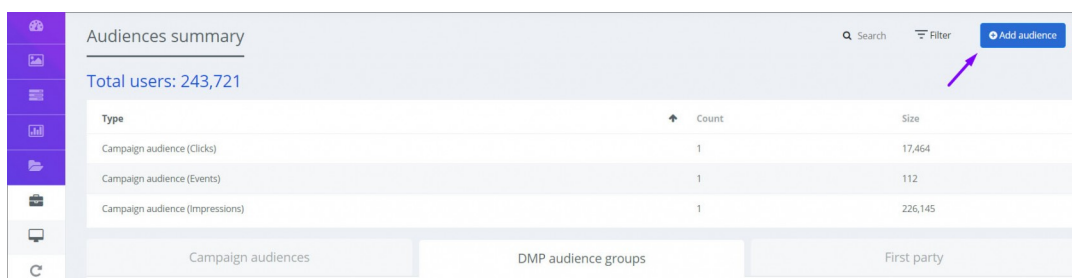 Audiences summary
Search Filter Add audience
Total users: 243,721
Type Count Size
Campaign audience (Clicks) 1 17,464
Campaign audience (Events) 1 112
Campaign audience (Impressions) 1 226,145
Campaign audiences DMP audience groups First party